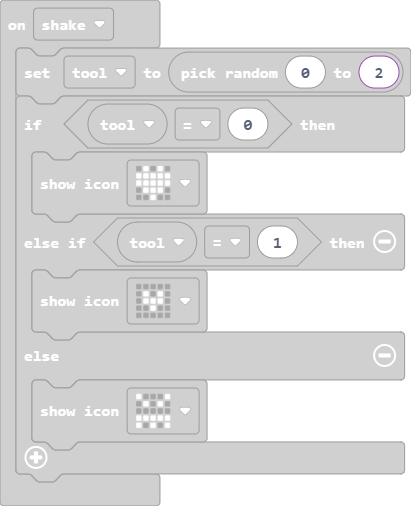 on shake
set tool to pick random 0 to 2
if tool = 0 then
show icon
else if tool = 1 then
show icon
else
show icon